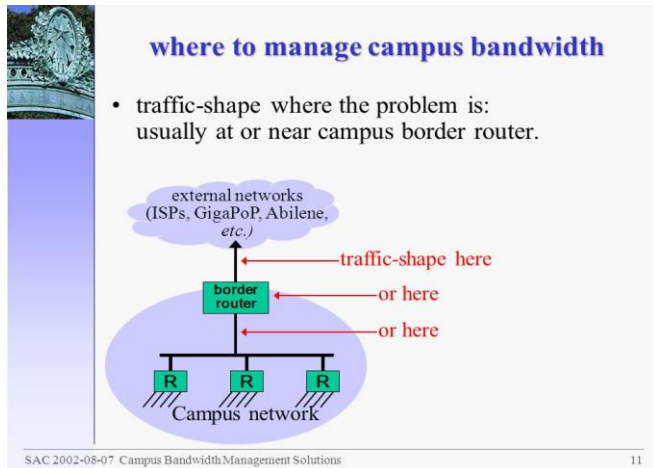 where to manage campus bandwidth
• traffic-shape where the problem is:
usually at or near campus border router.
external networks
(ISPs, GigaPoP, Abilene,
etc.)
traffic-shape here
border
router
or here
or here
R R R
Campus network
SAC 2002-08-07 Campus Bandwidth Management Solutions 11